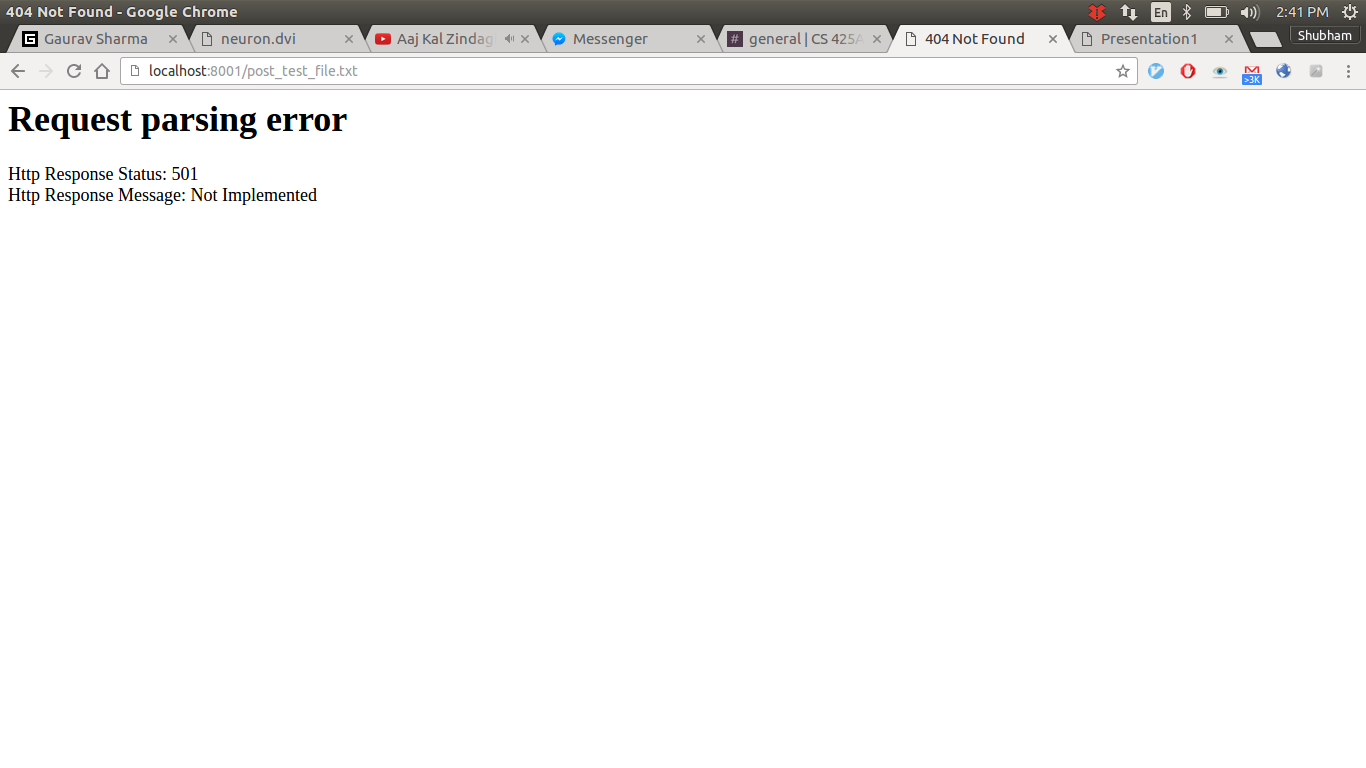 404 Not Found - Google Chrome
En
2:41 PM
Gaurav Sharma
neuron.dvi
Aaj Kal Zindag
Messenger
# general | CS 425A
404 Not Found
Presentation1
Shubham
localhost:8001/post_test_file.txt
>3K
Request parsing error
Http Response Status: 501
Http Response Message: Not Implemented